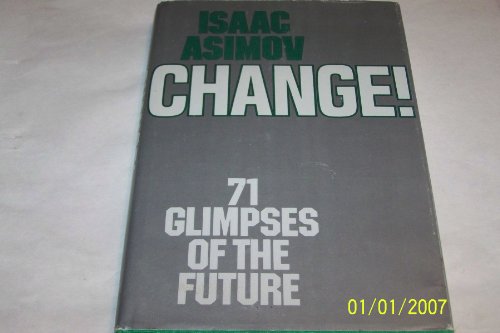 ISAAC
ASIMOV
CHANGE!
71
GLIMPSES
OF THE
FUTURE
01/01/2007